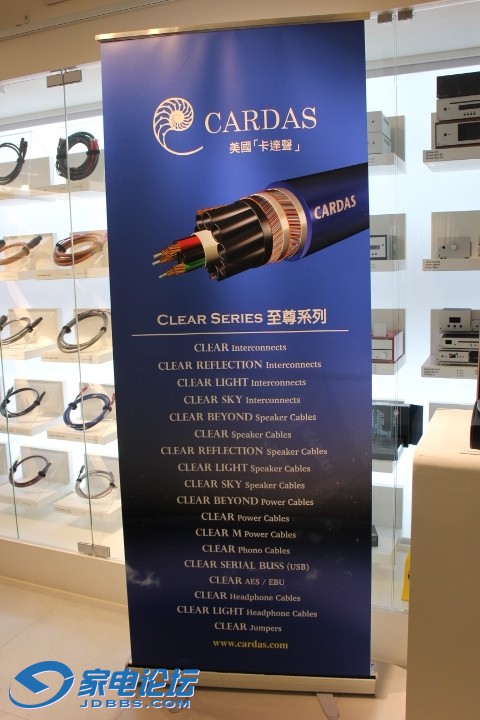 CARDAS
美國「卡達聲」
CARDAS
CLEAR SERIES 至尊系列
CLEAR Interconnects
CLEAR REFLECTION Interconnects
CLEAR LIGHT Interconnects
CLEAR SKY Interconnects
CLEAR BEYOND Speaker Cables
CLEAR Speaker Cables
CLEAR REFLECTION Speaker Cables
CLEAR LIGHT Speaker Cables
CLEAR SKY Speaker Cables
CLEAR BEYOND Power Cables
CLEAR Power Cables
CLEAR M Power Cables
CLEAR Phono Cables
CLEAR SERIAL BUSS (USB)
CLEAR AES / EBU
CLEAR Headphone Cables
CLEAR LIGHT Headphone Cables
CLEAR Jumpers
www.cardas.com
家电论坛
JDBBS.COM